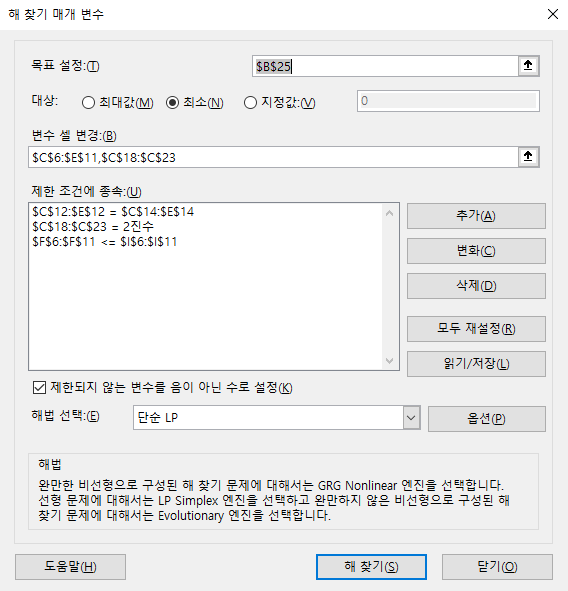 해 찾기 매개 변수
목표 설정:(T)
$B$25
대상:
최대값(M)
최소(N)
지정값:(V)
0
변수 셀 변경:(B)
$C$6:$E$11,$C$18:$C$23
제한 조건에 종속:(U)
$C$12:$E$12 = $C$14:$E$14
$C$18:$C$23 = 2진수
$F$6:$F$11 <= $I$6:$I$11
추가(A)
변화(C)
삭제(D)
모두 재설정(R)
읽기/저장(L)
제한되지 않는 변수를 음이 아닌 수로 설정(K)
해법 선택:(E)
단순 LP
옵션(P)
해법
완만한 비선형으로 구성된 해 찾기 문제에 대해서는 GRG Nonlinear 엔진을 선택합니다.
선형 문제에 대해서는 LP Simplex 엔진을 선택하고 완만하지 않은 비선형으로 구성된 해
찾기 문제에 대해서는 Evolutionary 엔진을 선택합니다.
도움말(H)
해 찾기(S)
닫기(O)